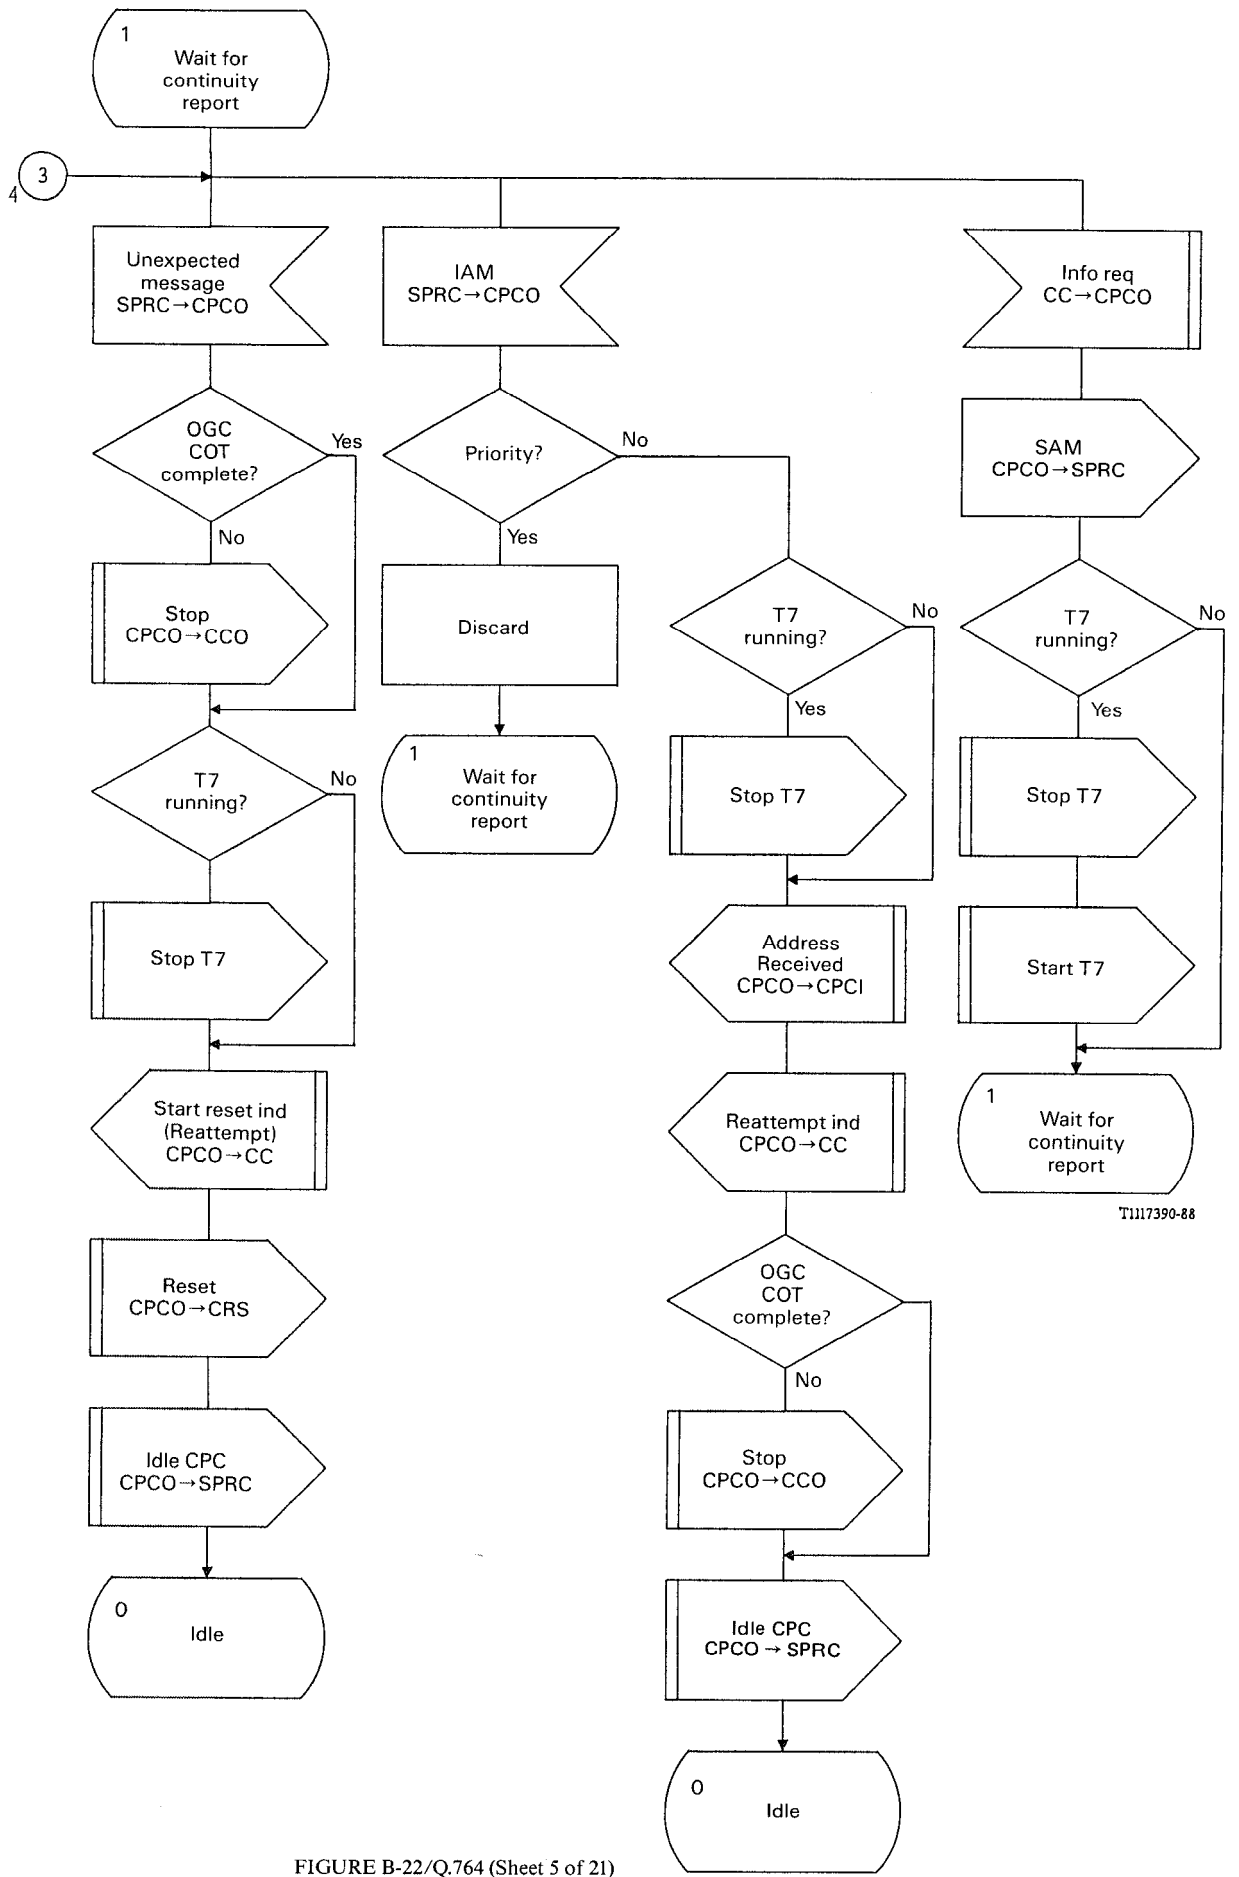 1
Wait for
continuity
report
3
4
Unexpected
message
SPRC→CPCO
OGC
COT
complete?
Yes
No
Stop
CPCO→CCO
T7
running?
No
Stop T7
Start reset ind
(Reattempt)
CPCO→CC
Reset
CPCO→CRS
Idle CPC
CPCO→SPRC
0
Idle
IAM
SPRC→CPCO
Priority?
No
Yes
Discard
1
Wait for
continuity
report
T7
running?
No
Yes
Stop T7
Address
Received
CPCO→CPCI
Reattempt ind
CPCO→CC
OGC
COT
complete?
No
Stop
CPCO→CCO
Idle CPC
CPCO→SPRC
0
Idle
Info req
CC→CPCO
SAM
CPCO→SPRC
T7
running?
No
Yes
Stop T7
Start T7
1
Wait for
continuity
report
T1117390-88
FIGURE B-22/Q.764 (Sheet 5 of 21)